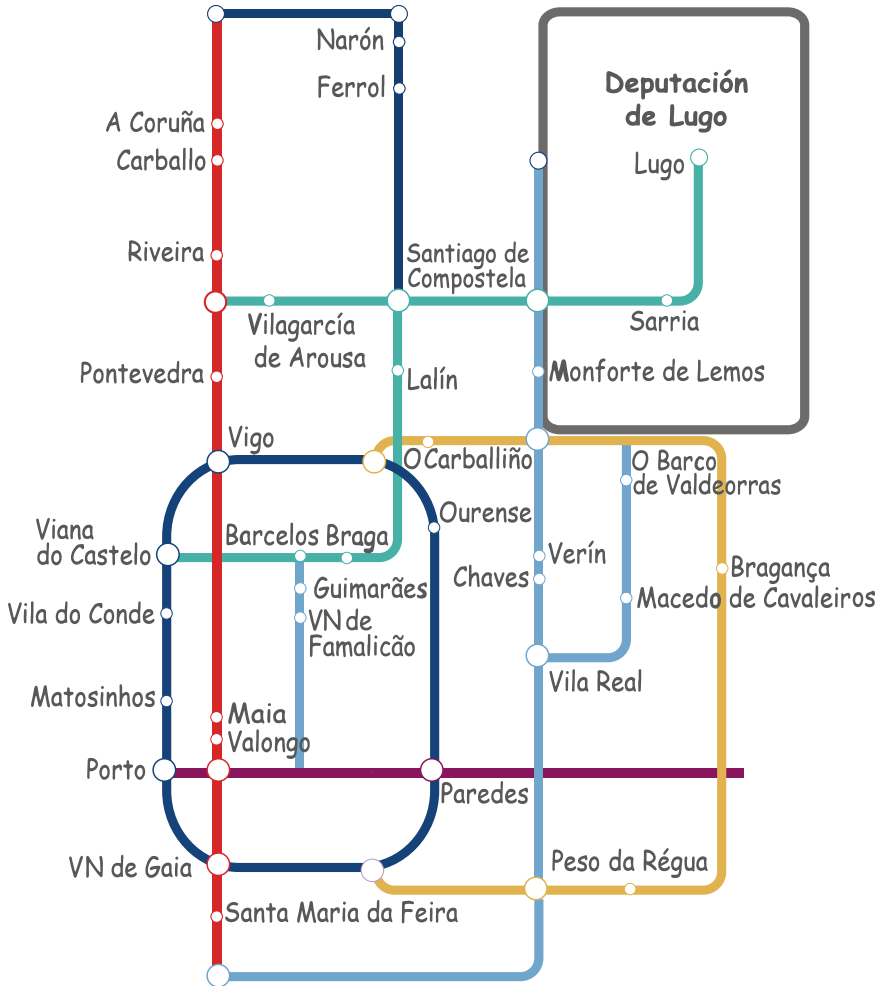 Narón
Ferrol
Deputación
de Lugo
A Coruña
Carballo
Lugo
Riveira
Santiago de
Compostela
Vilagarcía
de Arousa
Sarria
Pontevedra
Lalín
Monforte de Lemos
Vigo
O Carballiño
O Barco
de Valdeorras
Ourense
Viana
do Castelo
Barcelos Braga
Verín
Chaves
Bragança
Guimarães
Macedo de Cavaleiros
Vila do Conde
VN de
Famalicão
Matosinhos
Vila Real
Maia
Valongo
Porto
Paredes
VN de Gaia
Peso da Régua
Santa Maria da Feira